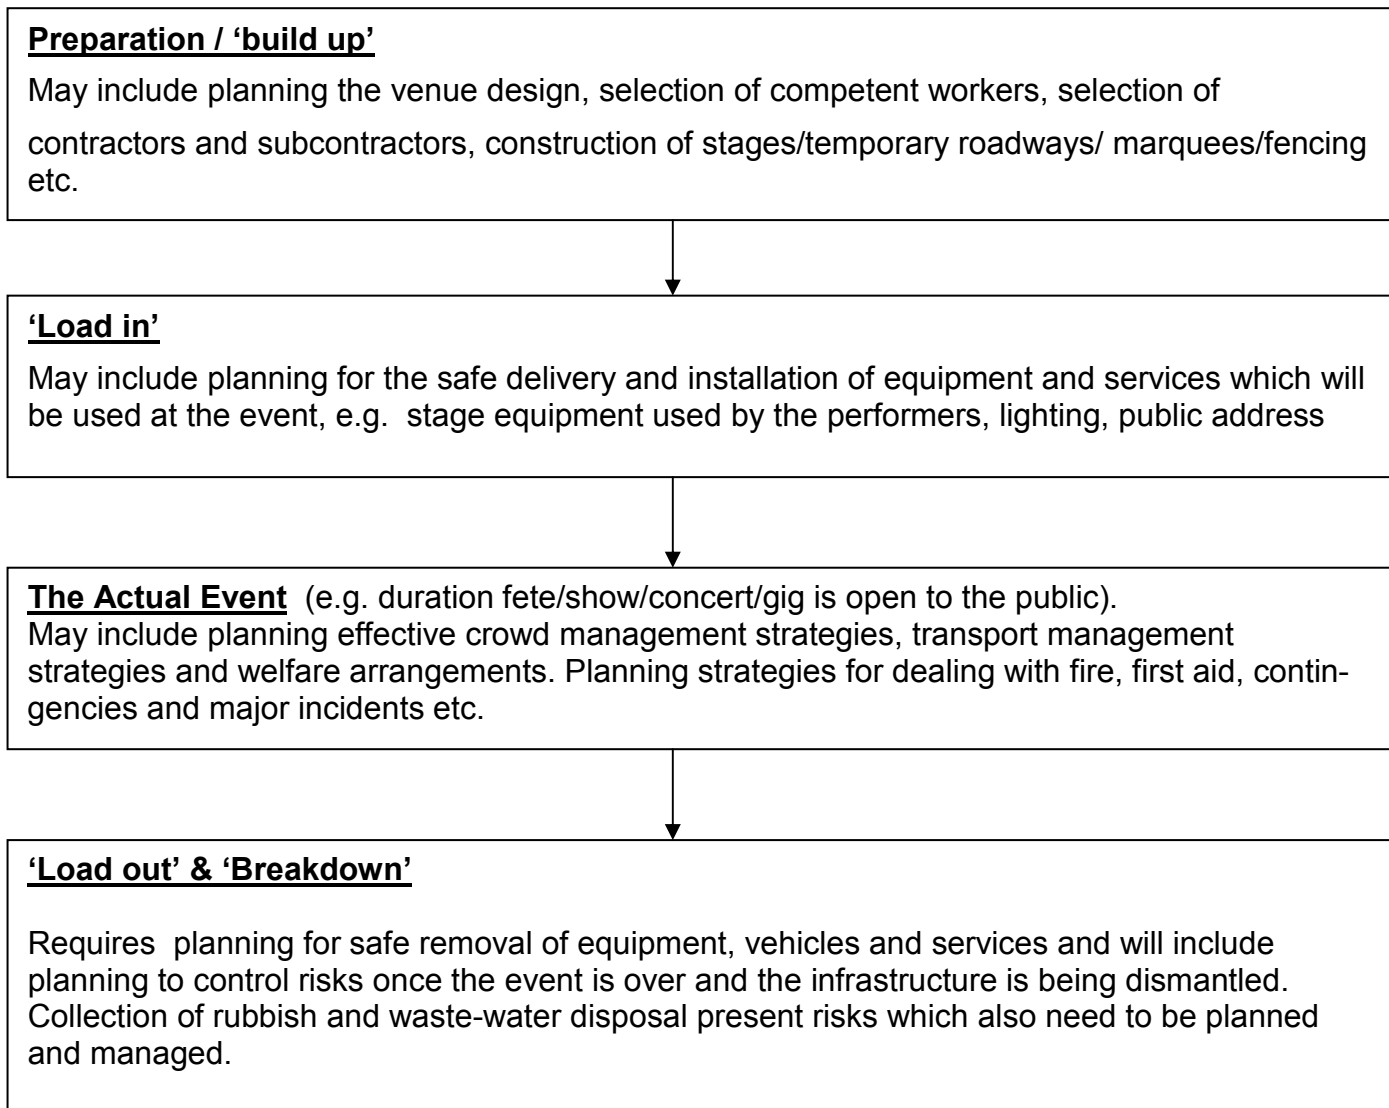 Preparation / ‘build up’
May include planning the venue design, selection of competent workers, selection of
contractors and subcontractors, construction of stages/temporary roadways/ marquees/fencing
etc.
‘Load in’
May include planning for the safe delivery and installation of equipment and services which will
be used at the event, e.g.  stage equipment used by the performers, lighting, public address
The Actual Event  (e.g. duration fete/show/concert/gig is open to the public).
May include planning effective crowd management strategies, transport management
strategies and welfare arrangements. Planning strategies for dealing with fire, first aid, contin-
gencies and major incidents etc.
‘Load out’ & ‘Breakdown’
Requires  planning for safe removal of equipment, vehicles and services and will include
planning to control risks once the event is over and the infrastructure is being dismantled.
Collection of rubbish and waste-water disposal present risks which also need to be planned
and managed.